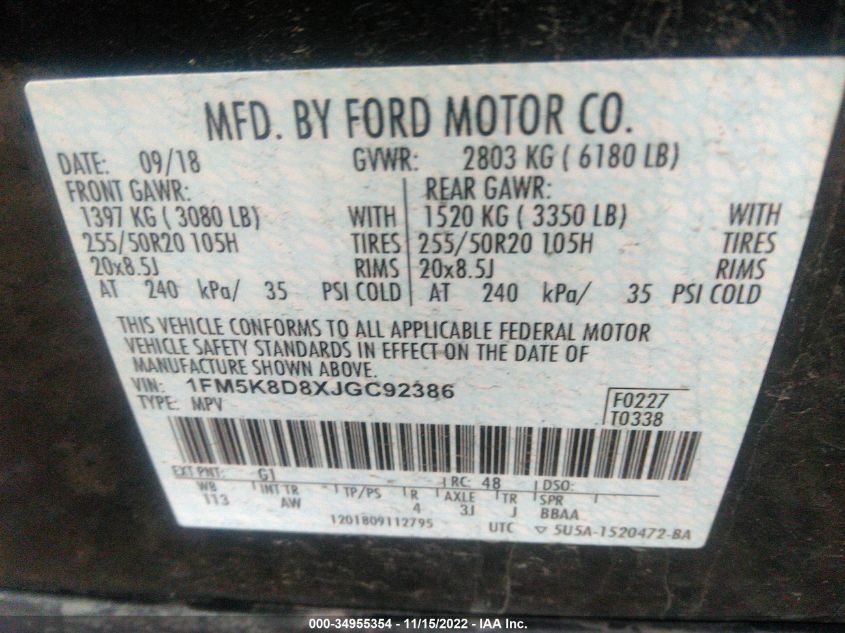 MFD. BY FORD MOTOR CO.
DATE: 09/18 GVWR: 2803 KG ( 6180 LB)
FRONT GAWR: REAR GAWR:
1397 KG ( 3080 LB) WITH 1520 KG ( 3350 LB) WITH
255/50R20 105H TIRES 255/50R20 105H TIRES
20x8.5J RIMS 20x8.5J RIMS
AT 240 kPa/ 35 PSI COLD AT 240 kPa/ 35 PSI COLD
THIS VEHICLE CONFORMS TO ALL APPLICABLE FEDERAL MOTOR
VEHICLE SAFETY STANDARDS IN EFFECT ON THE DATE OF
MANUFACTURE SHOWN ABOVE.
VIN: 1FM5K8D8XJGC92386
TYPE: MPV
F0227
T0338
EXT PNT: G1 RC: 48 DSO:
WB INT TR TP/PS R AXLE TR SPR
113 AW 4 3J J BBAA
1201809112795 UTC ▽ 5U5A-1520472-BA
000-34955354 - 11/15/2022 - IAA Inc.